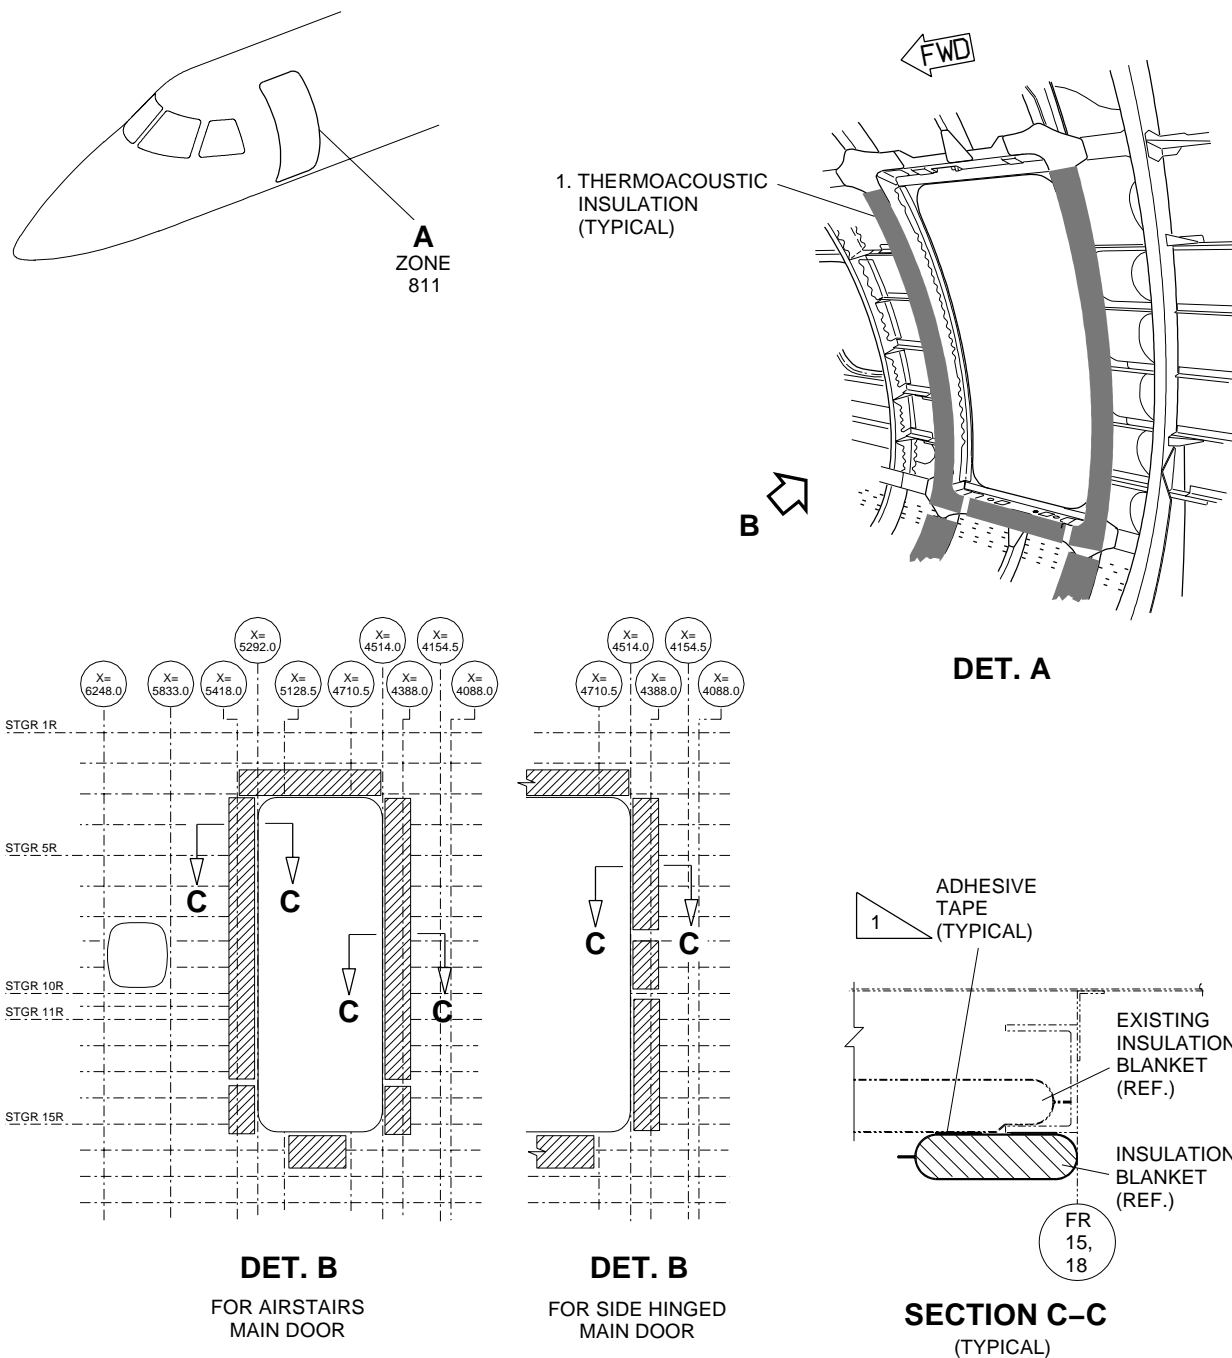 FWD
1. THERMOACOUSTIC
INSULATION
(TYPICAL)
A
ZONE
811
B
DET. A
X=
5292.0
X=
4514.0
X=
4154.5
X=
6248.0
X=
5833.0
X=
5418.0
X=
5128.5
X=
4710.5
X=
4388.0
X=
4088.0
X=
4514.0
X=
4154.5
X=
4710.5
X=
4388.0
X=
4088.0
STGR 1R
STGR 5R
STGR 10R
STGR 11R
STGR 15R
C
C
C
C
C
C
DET. B
FOR AIRSTAIRS
MAIN DOOR
DET. B
FOR SIDE HINGED
MAIN DOOR
1
ADHESIVE
TAPE
(TYPICAL)
EXISTING
INSULATION
BLANKET
(REF.)
INSULATION
BLANKET
(REF.)
FR
15,
18
SECTION C–C
(TYPICAL)